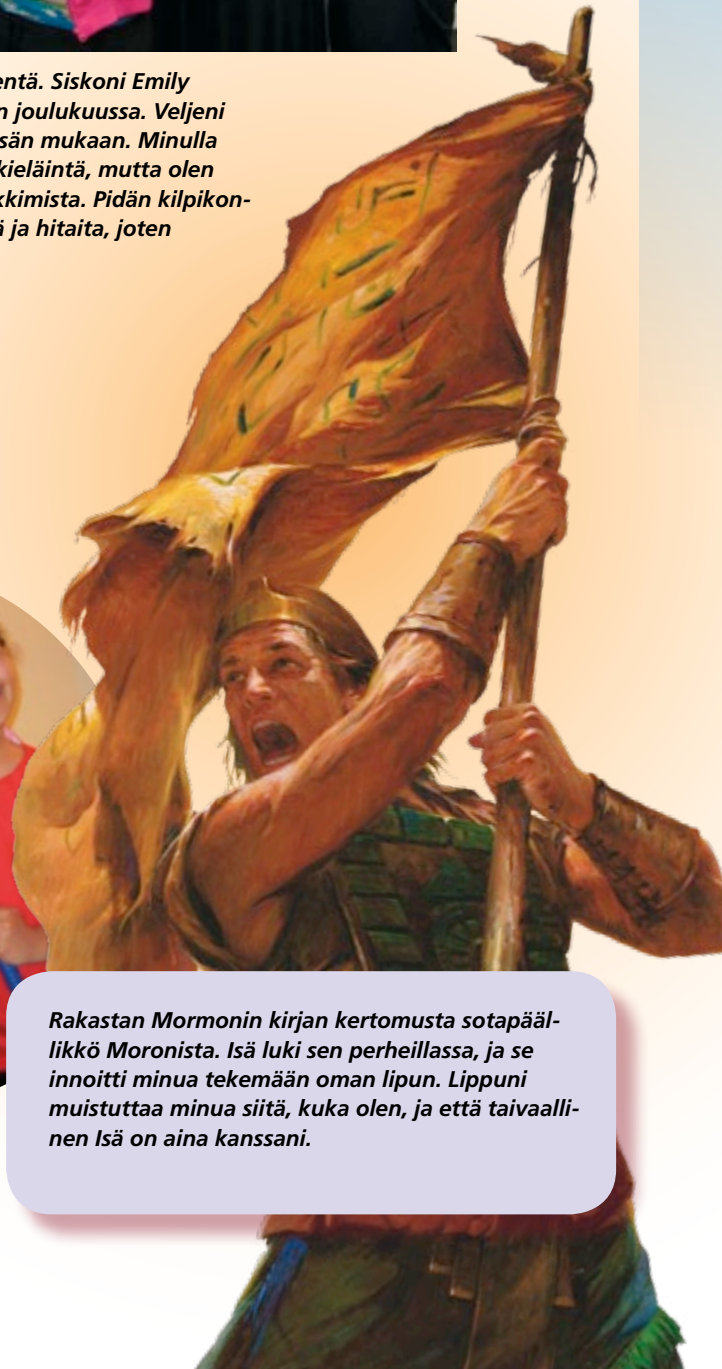 entä. Siskoni Emily
n joulukuussa. Veljeni
sän mukaan. Minulla
kieläintä, mutta olen
kkimista. Pidän kilpikon-
ä ja hitaita, joten
Rakastan Mormonin kirjan kertomusta sotapääl-
likkö Moronista. Isä luki sen perheillassa, ja se
innoitti minua tekemään oman lipun. Lippuni
muistuttaa minua siitä, kuka olen, ja että taivaalli-
nen Isä on aina kanssani.